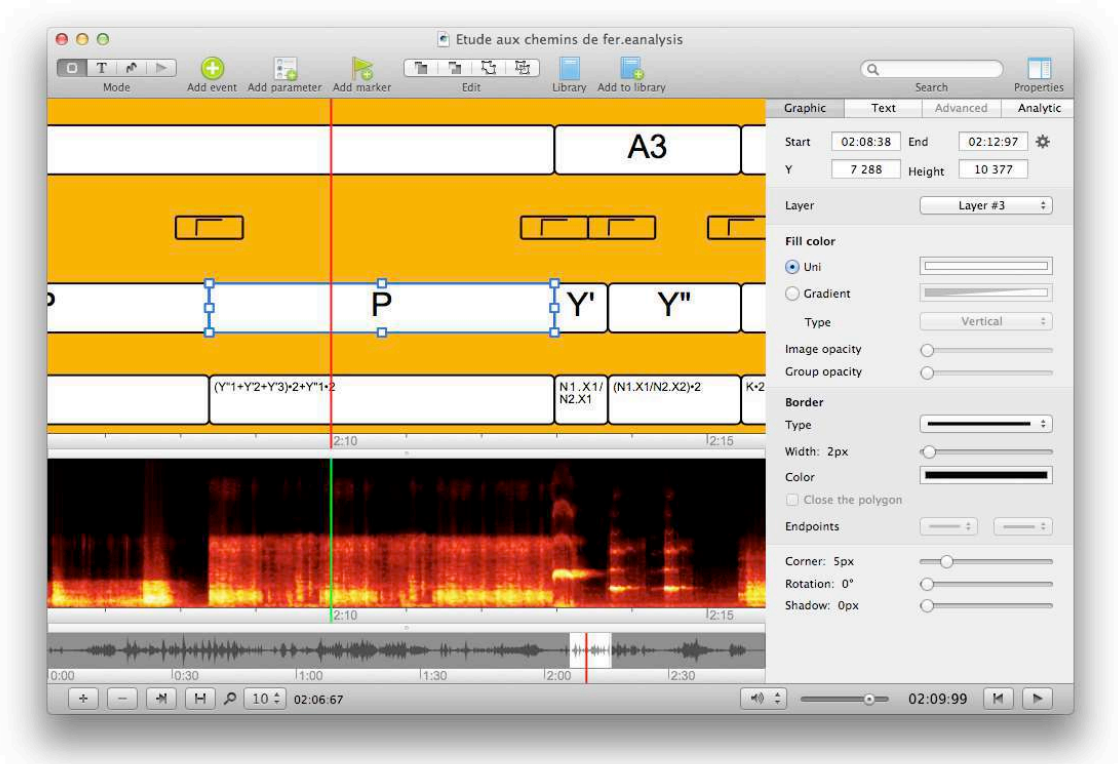 Etude aux chemins de fer.eanalysis
T
Mode
Add event
Add parameter
Add marker
Edit
Library
Add to library
Search
Properties
Graphic Text Advanced Analytic
Start 02:08:38 End 02:12:97
Y 7 288 Height 10 377
Layer Layer #3
Fill color
Uni
Gradient
Type Vertical
Image opacity
Group opacity
Border
Type
Width: 2px
Color
Close the polygon
Endpoints
Corner: 5px
Rotation: 0°
Shadow: 0px
A3
P Y' Y"
(Y"1+Y'2+Y'3)•2+Y"1•2
N1.X1/
N2.X1
(N1.X1/N2.X2)•2
K•2
2:10 2:15
2:10 2:15
0:00 0:30 1:00 1:30 2:00 2:30
10 02:06:67
02:09:99